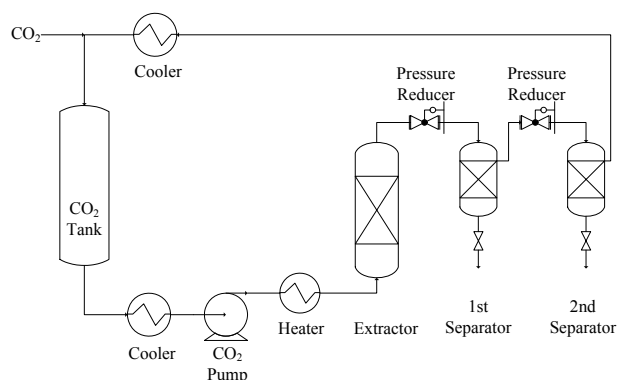 CO₂
Cooler
Pressure
Reducer
Pressure
Reducer
CO₂
Tank
Cooler
CO₂
Pump
Heater
Extractor
1st
Separator
2nd
Separator